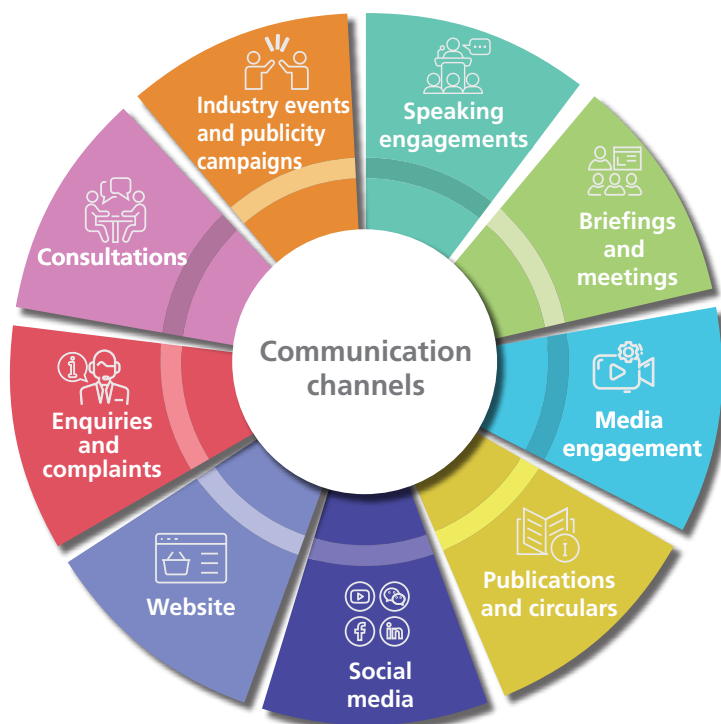 Communication
channels
Speaking
engagements
Briefings
and
meetings
Media
engagement
Publications
and circulars
Social
media
Website
Enquiries
and
complaints
Consultations
Industry events
and publicity
campaigns